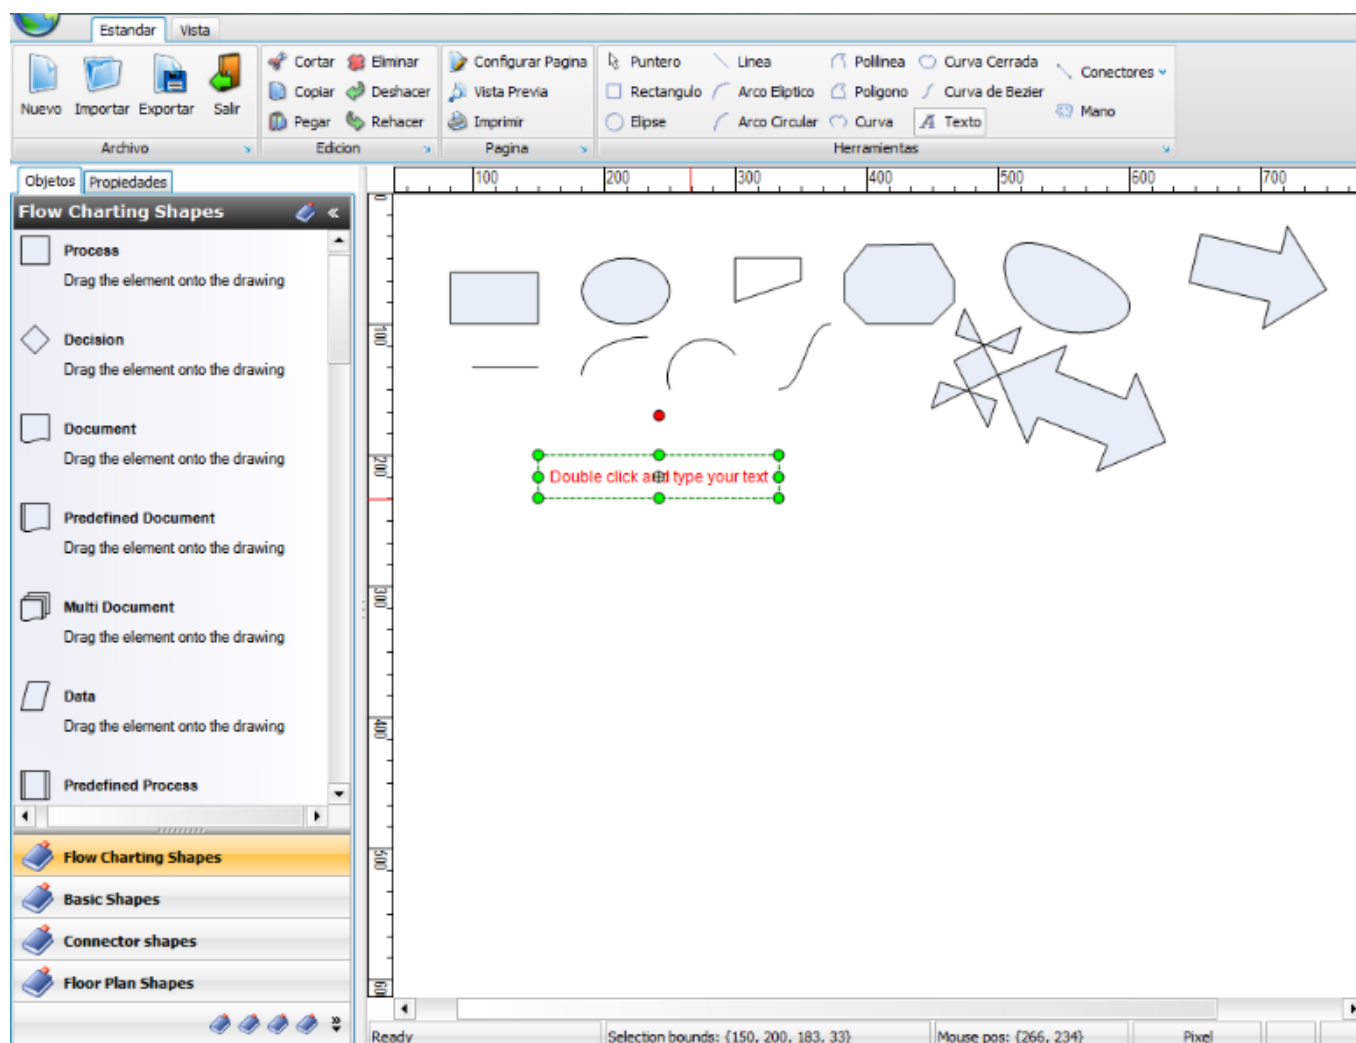 Estandar Vista
Nuevo Importar Exportar Salir
Archivo
Cortar Eliminar
Copiar Deshacer
Pegar Rehacer
Edicion
Configurar Pagina
Vista Previa
Imprimir
Pagina
Puntero Linea Polilinea Curva Cerrada Conectores
Rectangulo Arco Eliptico Poligono Curva de Bezier Mano
Elipse Arco Circular Curva Texto
Herramientas
Objetos Propiedades
100 200 300 400 500 600 700
Flow Charting Shapes
Process
Drag the element onto the drawing
Decision
Drag the element onto the drawing
Document
Drag the element onto the drawing
Predefined Document
Drag the element onto the drawing
Multi Document
Drag the element onto the drawing
Data
Drag the element onto the drawing
Predefined Process
Flow Charting Shapes
Basic Shapes
Connector shapes
Floor Plan Shapes
0
100
200
300
400
500
Double click and type your text
Ready Selection bounds: {150, 200, 183, 33} Mouse pos: {266, 234} Pixel